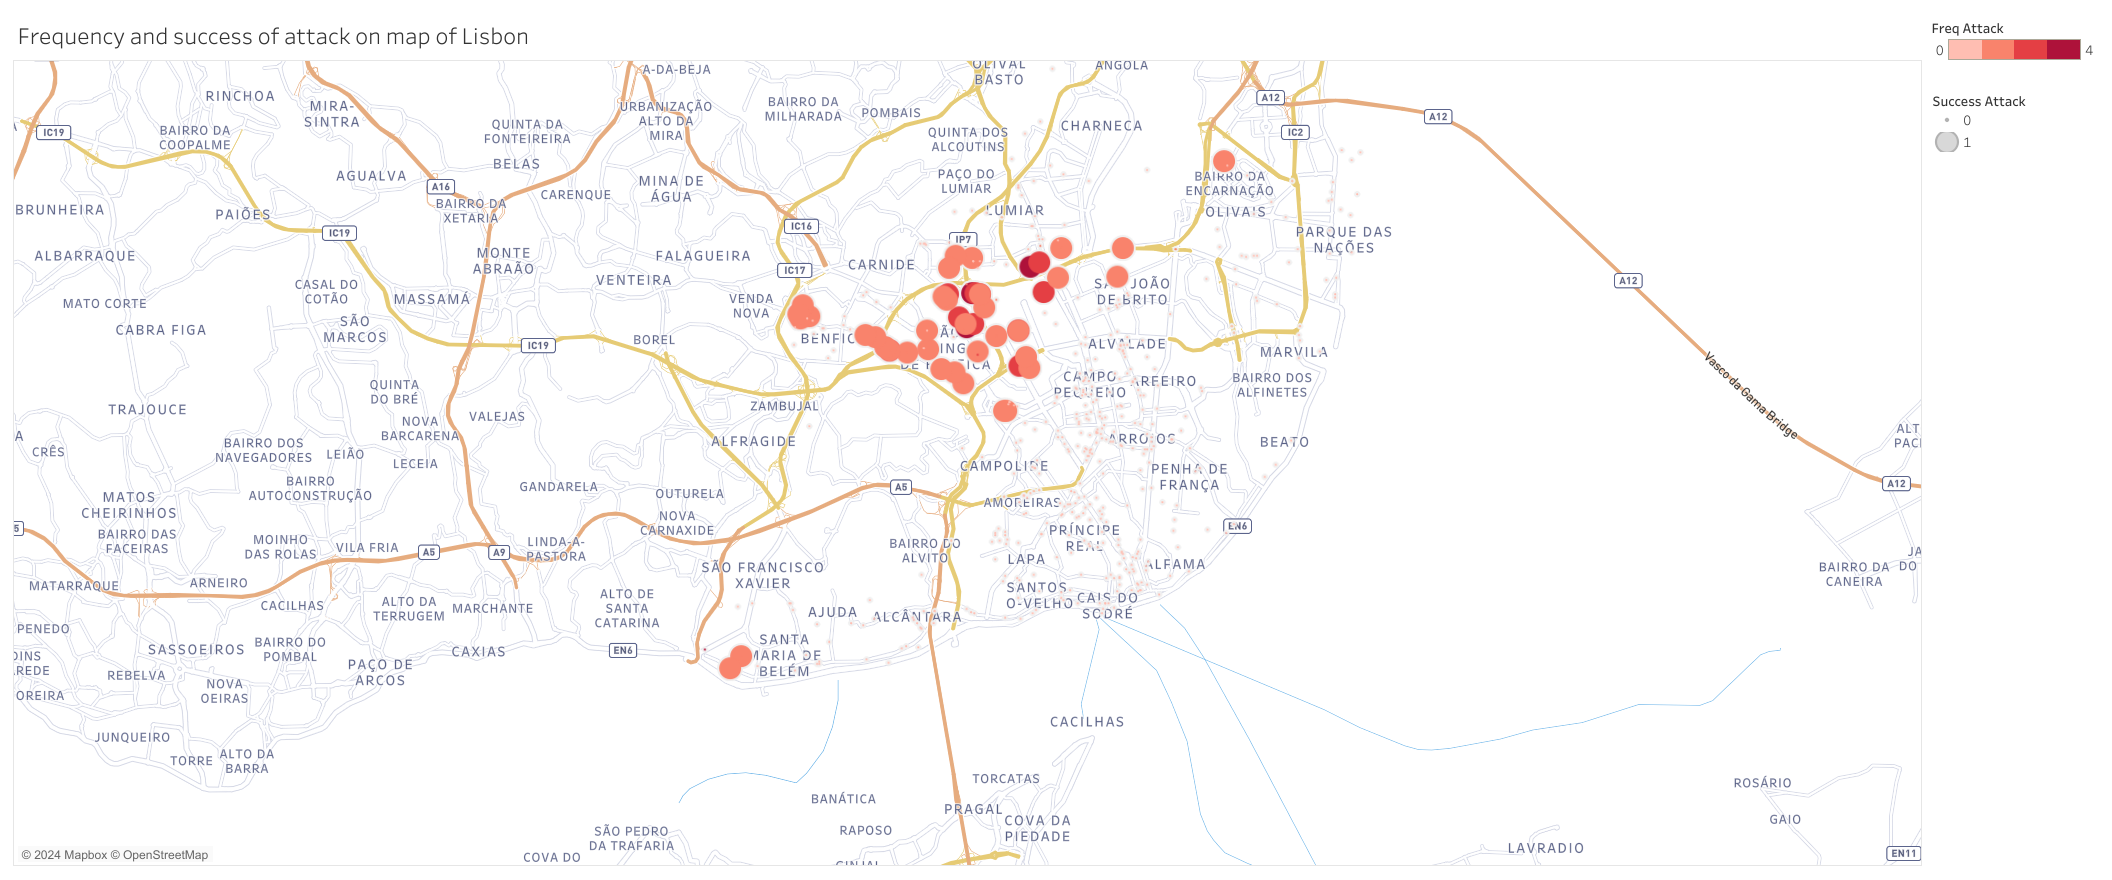 Frequency and success of attack on map of Lisbon
Freq Attack
0
4
Success Attack
0
1
OLIVAL
BASTO
ANGOLA
A-DA-BEJA
RINCHOA
MIRA-
SINTRA
URBANIZAÇÃO
ALTO DA
MIRA
BAIRRO DA
MILHARADA
POMBAIS
A12
A12
IC19
BAIRRO DA
COOPALME
QUINTA DA
FONTEIREIRA
QUINTA DOS
ALCOUTINS
CHARNECA
IC2
BELAS
AGUALVA
A16
CARENQUE
MINA DE
ÁGUA
PAÇO DO
LUMIAR
BAIRRO DA
ENCARNAÇÃO
BRUNHEIRA
PAIÕES
BAIRRO DA
XETARIA
LUMIAR
OLIVAIS
IC19
IC16
IP7
PARQUE DAS
NAÇÕES
ALBARRAQUE
MONTE
ABRAÃO
FALAGUEIRA
CARNIDE
IC17
VENTEIRA
A12
CASAL DO
COTÃO
MASSAMÁ
DE BRITO
MATO CORTE
VENDA
NOVA
CABRA FIGA
SÃO
MARCOS
IC19
BOREL
BENFIC
DE
ALVALADE
MARVILA
Vasco da Gama Bridge
QUINTA
DO BRÉ
CAMPO
PEQUENO
AREEIRO
BAIRRO DOS
ALFINETES
TRAJOUCE
VALEJAS
ZAMBUJAL
NOVA
BARCARENA
ALFRAGIDE
ARROIOS
BEATO
A
CRÊS
BAIRRO DOS
NAVEGADORES
LEIÃO
LECEIA
CAMPOLIDE
PENHA DE
FRANÇA
ALT
PAC
BAIRRO
AUTOCONSTRUÇÃO
GANDARELA
OUTURELA
A5
A12
MATOS
CHEIRINHOS
AMOREIRAS
NOVA
CARNAXIDE
EN6
5
BAIRRO DAS
FACEIRAS
MOINHO
DAS ROLAS
VILA FRIA
A5
A9
LINDA-A-
PASTORA
BAIRRO DO
ALVITO
PRÍNCIPE
REAL
LAPA
ALFAMA
JA
DO
BAIRRO DA
CANEIRA
MATARRAQUE
ARNEIRO
SÃO FRANCISCO
XAVIER
SANTOS
O-VELHO
CAIS DO
SODRÉ
CACILHAS
ALTO DA
TERRUGEM
MARCHANTE
ALTO DE
SANTA
CATARINA
AJUDA
ALCÂNTARA
PENEDO
SASSOEIROS
BAIRRO DO
POMBAL
CAXIAS
EN6
SANTA
MARIA DE
BELÉM
OINS
AREDE
REBELVA
PAÇO DE
ARCOS
OREIRA
NOVA
OEIRAS
JUNQUEIRO
TORRE
ALTO DA
BARRA
CACILHAS
TORCATAS
BANÁTICA
PRAGAL
COVA DA
PIEDADE
RAPOSO
SÃO PEDRO
DA TRAFARIA
COVA DO
ROSÁRIO
GAIO
LAVRADIO
EN11
© 2024 Mapbox © OpenStreetMap